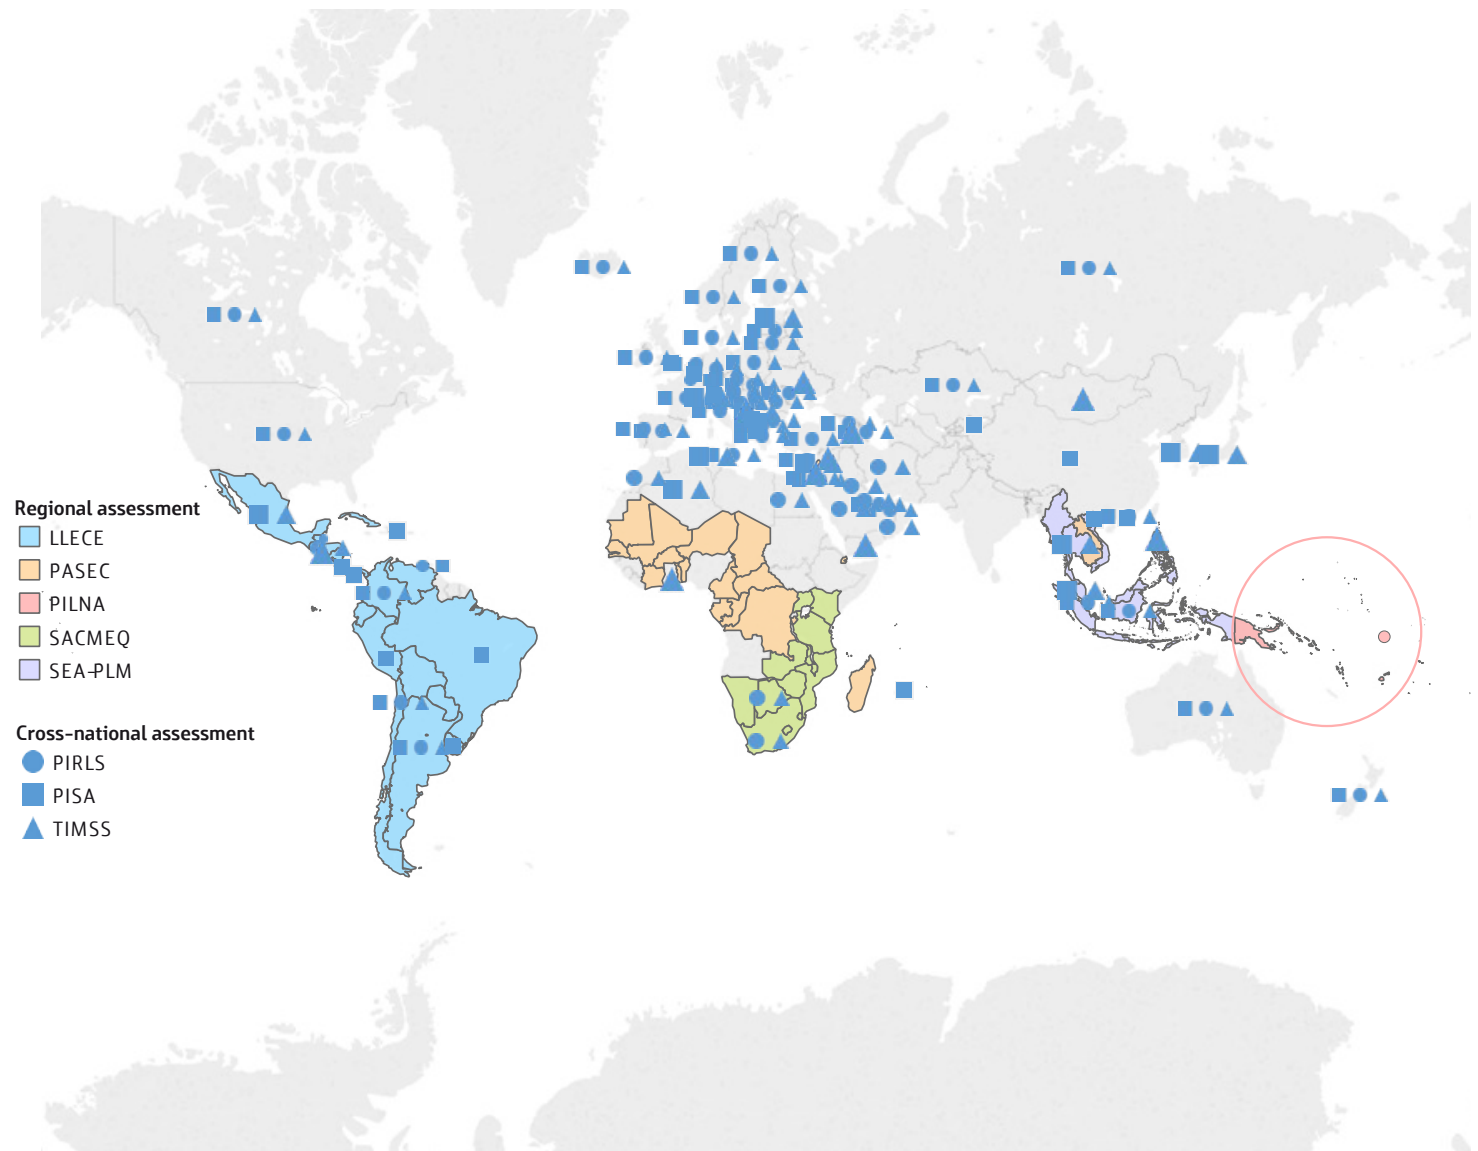 Regional assessment
LLECE
PASEC
PILNA
SACMEQ
SEA-PLM
Cross-national assessment
PIRLS
PISA
TIMSS